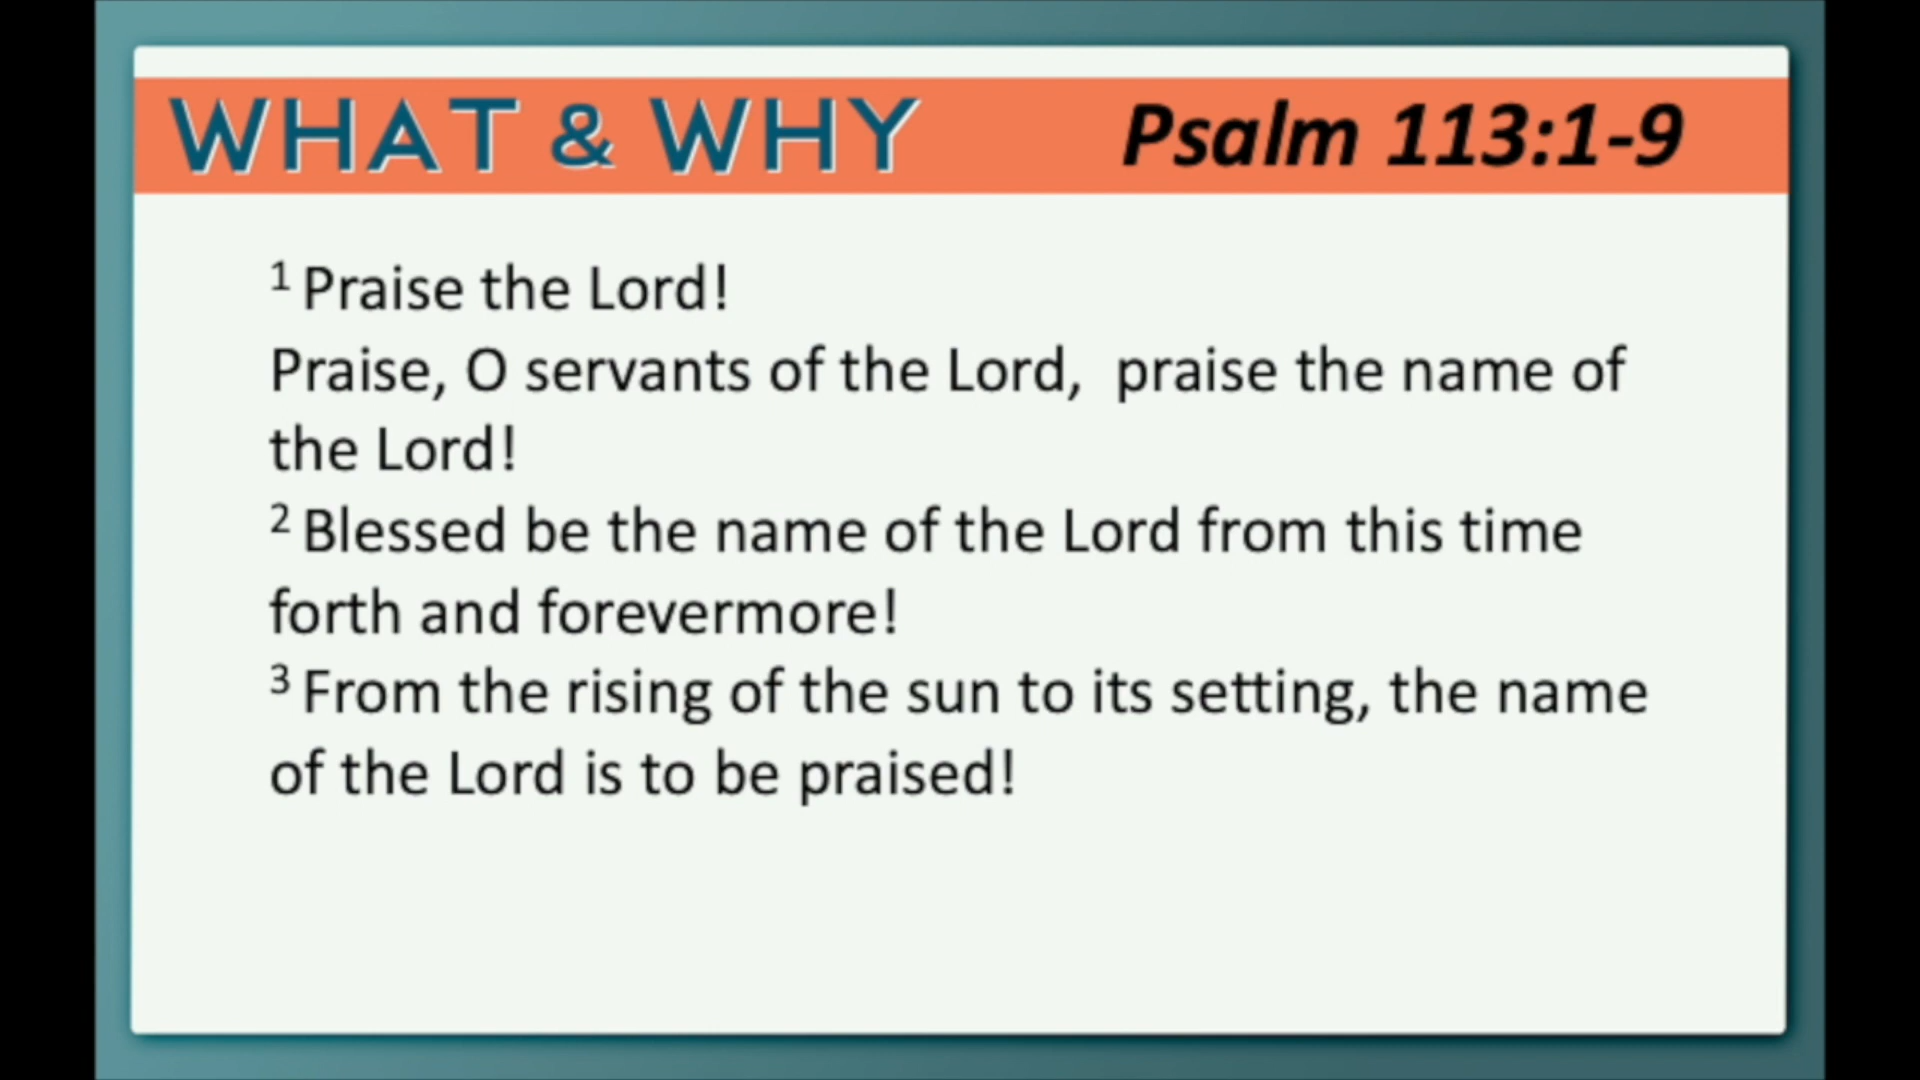 WHAT & WHY Psalm 113:1-9
1 Praise the Lord!
Praise, O servants of the Lord,  praise the name of
the Lord!
2 Blessed be the name of the Lord from this time
forth and forevermore!
3 From the rising of the sun to its setting, the name
of the Lord is to be praised!